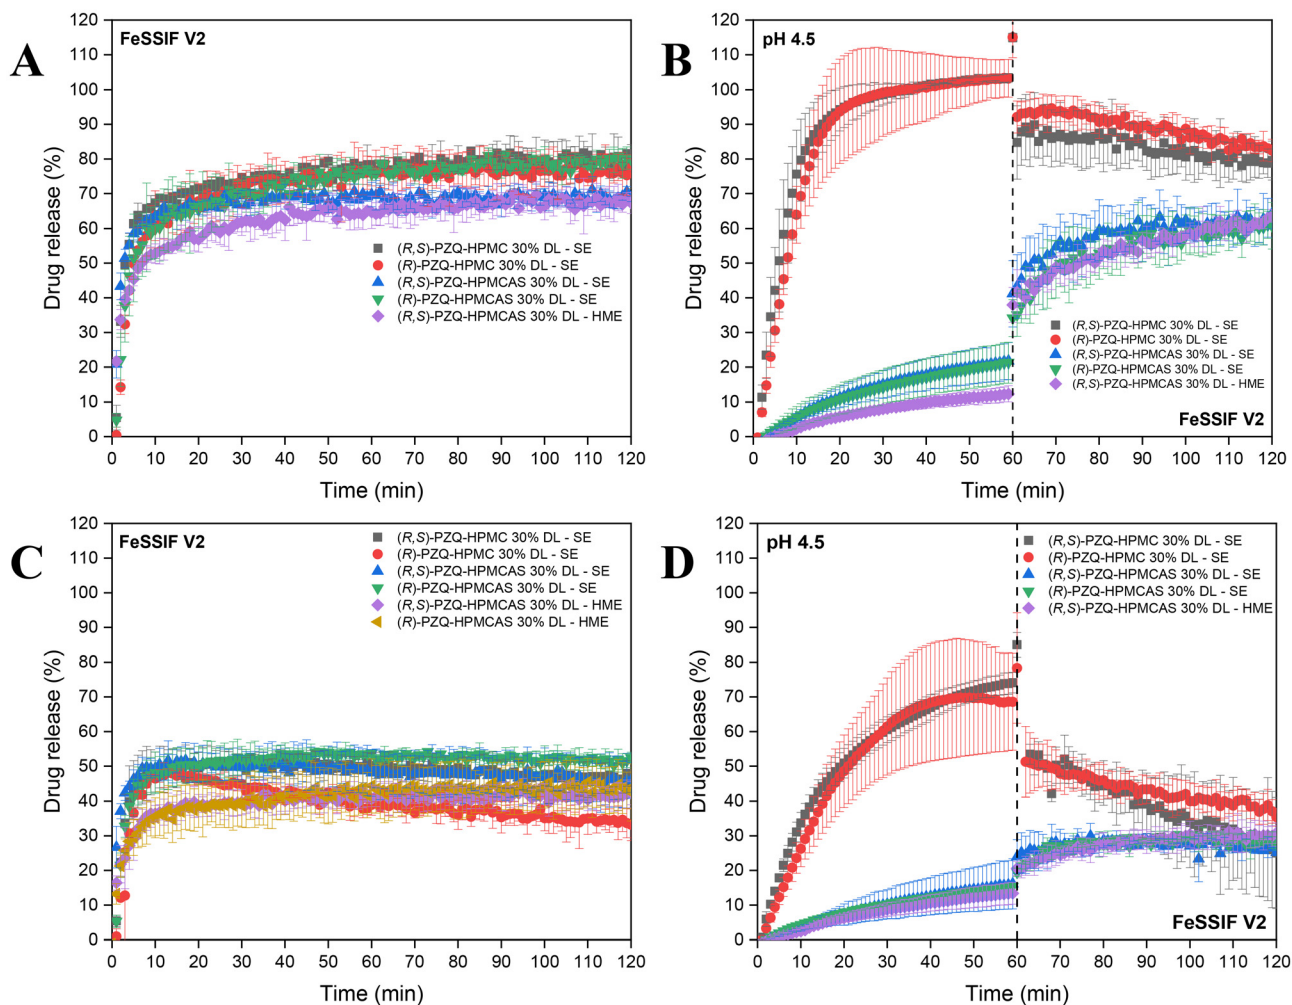 A
FeSSIF V2
Drug release (%)
120
110
100
90
80
70
60
50
40
30
20
10
0
(R,S)-PZQ-HPMC 30% DL - SE
(R)-PZQ-HPMC 30% DL - SE
(R,S)-PZQ-HPMCAS 30% DL - SE
(R)-PZQ-HPMCAS 30% DL - SE
(R,S)-PZQ-HPMCAS 30% DL - HME
0 10 20 30 40 50 60 70 80 90 100 110 120
Time (min)
B
pH 4.5
Drug release (%)
120
110
100
90
80
70
60
50
40
30
20
10
0
(R,S)-PZQ-HPMC 30% DL - SE
(R)-PZQ-HPMC 30% DL - SE
(R,S)-PZQ-HPMCAS 30% DL - SE
(R)-PZQ-HPMCAS 30% DL - SE
(R,S)-PZQ-HPMCAS 30% DL - HME
FeSSIF V2
0 10 20 30 40 50 60 70 80 90 100 110 120
Time (min)
C
FeSSIF V2
Drug release (%)
120
110
100
90
80
70
60
50
40
30
20
10
0
(R,S)-PZQ-HPMC 30% DL - SE
(R)-PZQ-HPMC 30% DL - SE
(R,S)-PZQ-HPMCAS 30% DL - SE
(R)-PZQ-HPMCAS 30% DL - SE
(R,S)-PZQ-HPMCAS 30% DL - HME
(R)-PZQ-HPMCAS 30% DL - HME
0 10 20 30 40 50 60 70 80 90 100 110 120
Time (min)
D
pH 4.5
Drug release (%)
120
110
100
90
80
70
60
50
40
30
20
10
0
(R,S)-PZQ-HPMC 30% DL - SE
(R)-PZQ-HPMC 30% DL - SE
(R,S)-PZQ-HPMCAS 30% DL - SE
(R)-PZQ-HPMCAS 30% DL - SE
(R,S)-PZQ-HPMCAS 30% DL - HME
FeSSIF V2
0 10 20 30 40 50 60 70 80 90 100 110 120
Time (min)